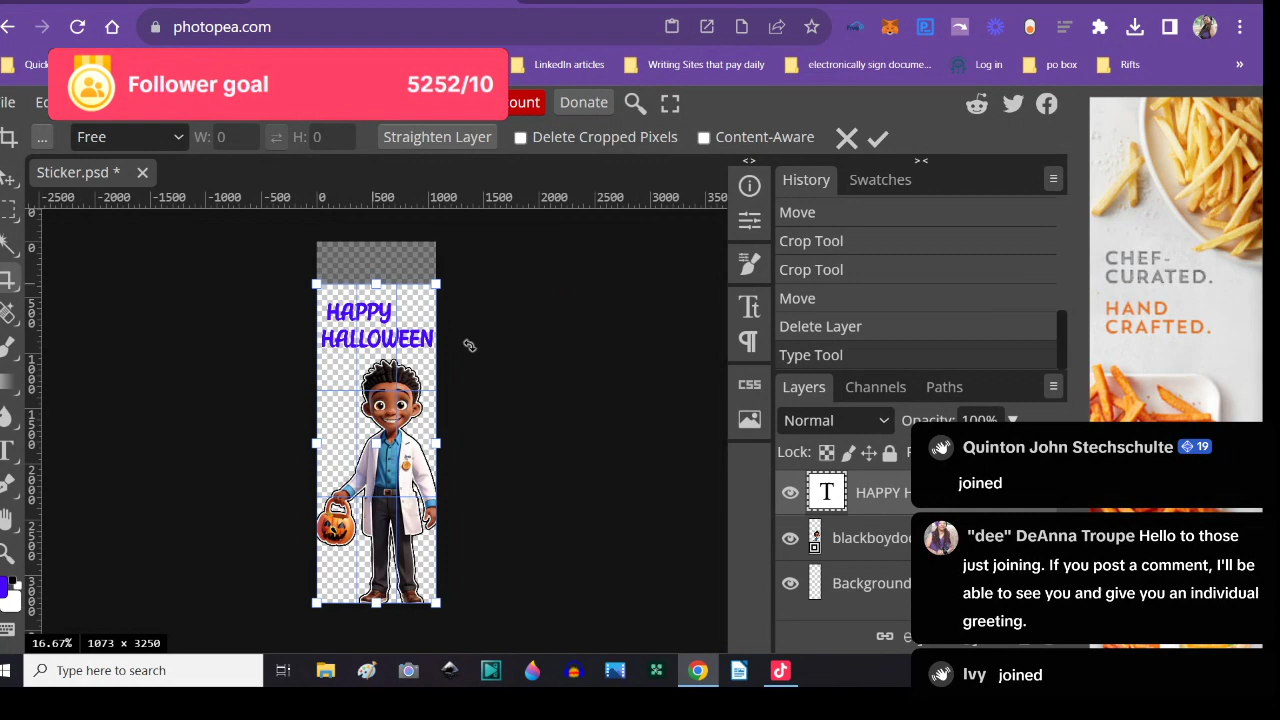 photopea.com
Follower goal 5252/10
Quick
LinkedIn articles
Writing Sites that pay daily
electronically sign docume...
Log in
po box
Rifts
»
ile
Ed
ount
Donate
...
Free
W: 0
H: 0
Straighten Layer
Delete Cropped Pixels
Content-Aware
Sticker.psd *
-2500 -2000 -1500 -1000 -500 0 500 1000 1500 2000 2500 3000 350
< >
> <
History
Swatches
Move
Crop Tool
Crop Tool
Move
Delete Layer
Type Tool
CSS
Layers
Channels
Paths
Normal
Opacity: 100%
Lock:
T
HAPPY H
blackboydoc
Background
HAPPY
HALLOWEEN
CHEF-
CURATED.
HAND
CRAFTED.
Quinton John Stechschulte 19
joined
"dee" DeAnna Troupe Hello to those
just joining. If you post a comment, I'll be
able to see you and give you an individual
greeting.
Ivy joined
16.67%
1073 x 3250
Type here to search